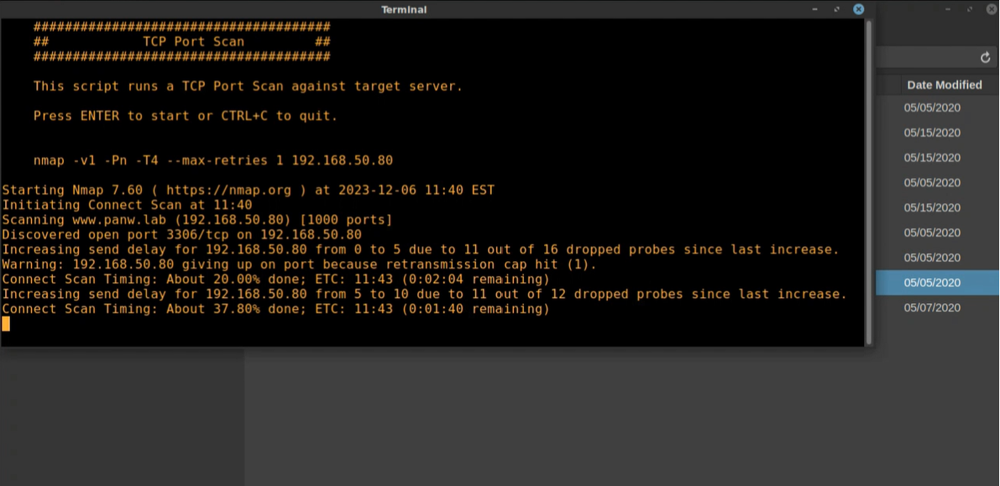 Terminal
######################################
## TCP Port Scan ##
######################################
This script runs a TCP Port Scan against target server.
Press ENTER to start or CTRL+C to quit.
nmap -v1 -Pn -T4 --max-retries 1 192.168.50.80
Starting Nmap 7.60 ( https://nmap.org ) at 2023-12-06 11:40 EST
Initiating Connect Scan at 11:40
Scanning www.panw.lab (192.168.50.80) [1000 ports]
Discovered open port 3306/tcp on 192.168.50.80
Increasing send delay for 192.168.50.80 from 0 to 5 due to 11 out of 16 dropped probes since last increase.
Warning: 192.168.50.80 giving up on port because retransmission cap hit (1).
Connect Scan Timing: About 20.00% done; ETC: 11:43 (0:02:04 remaining)
Increasing send delay for 192.168.50.80 from 5 to 10 due to 11 out of 12 dropped probes since last increase.
Connect Scan Timing: About 37.80% done; ETC: 11:43 (0:01:40 remaining)
Date Modified
05/05/2020
05/15/2020
05/15/2020
05/05/2020
05/15/2020
05/05/2020
05/05/2020
05/05/2020
05/07/2020